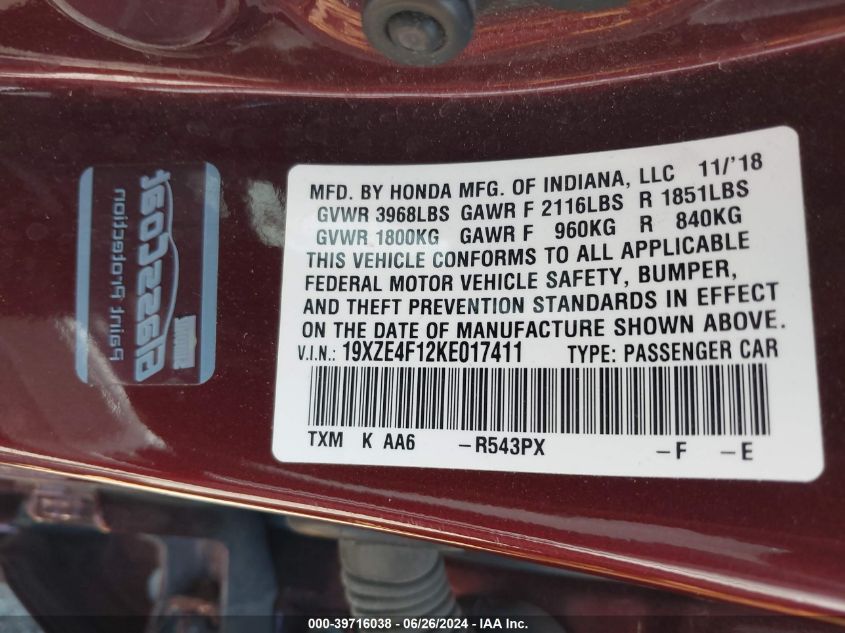 MFD. BY HONDA MFG. OF INDIANA, LLC 11/'18
GVWR 3968LBS GAWR F 2116LBS R 1851LBS
GVWR 1800KG GAWR F 960KG R 840KG
THIS VEHICLE CONFORMS TO ALL APPLICABLE
FEDERAL MOTOR VEHICLE SAFETY, BUMPER,
AND THEFT PREVENTION STANDARDS IN EFFECT
ON THE DATE OF MANUFACTURE SHOWN ABOVE.
V.I.N.: 19XZE4F12KE017411 TYPE: PASSENGER CAR
TXM K AA6 -R543PX -F -E
GlassCoat
Paint Protection
000-39716038 - 06/26/2024 - IAA Inc.